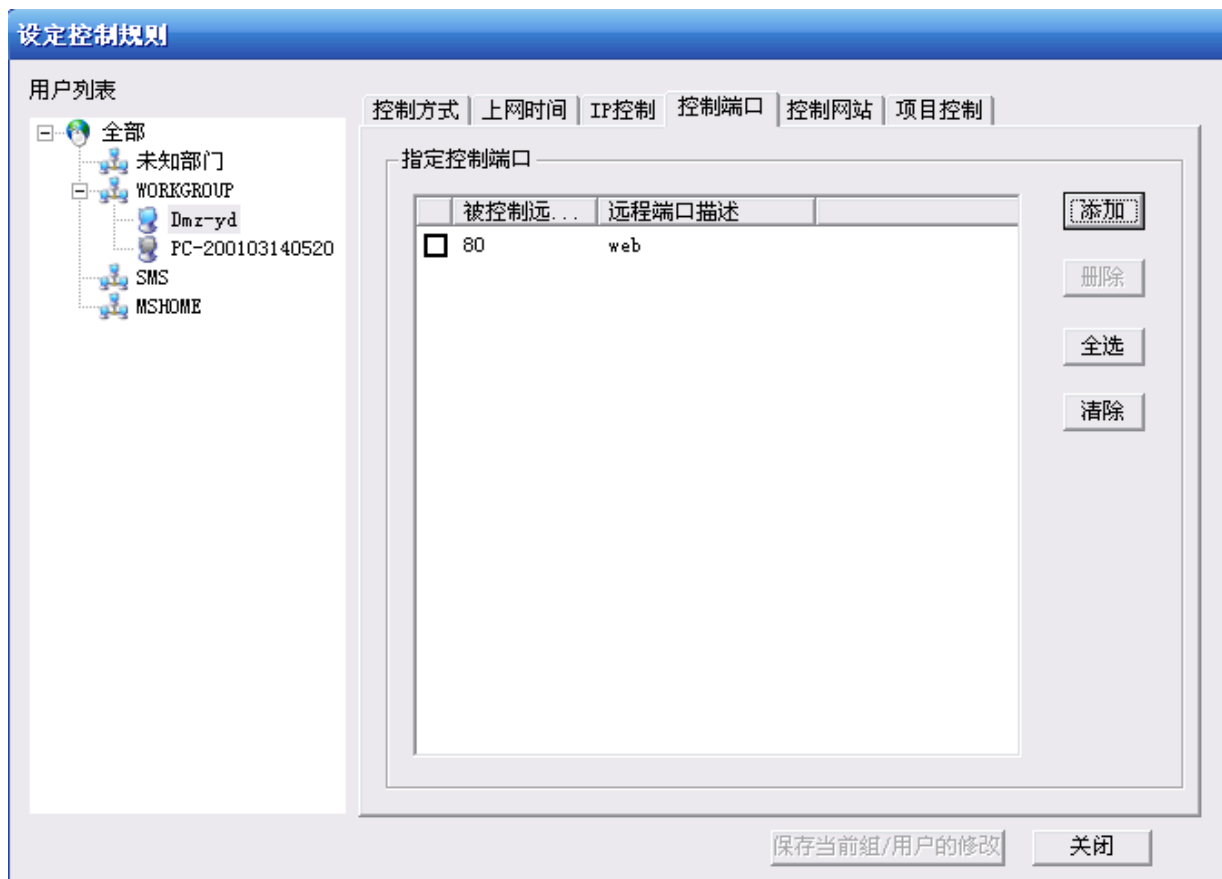 设定控制规则
用户列表
全部
未知部门
WORKGROUP
Dmz-yd
PC-200103140520
SMS
MSHOME
控制方式 上网时间 IP控制 控制端口 控制网站 项目控制
指定控制端口
被控制远... 远程端口描述
80 web
添加
删除
全选
清除
保存当前组/用户的修改 关闭